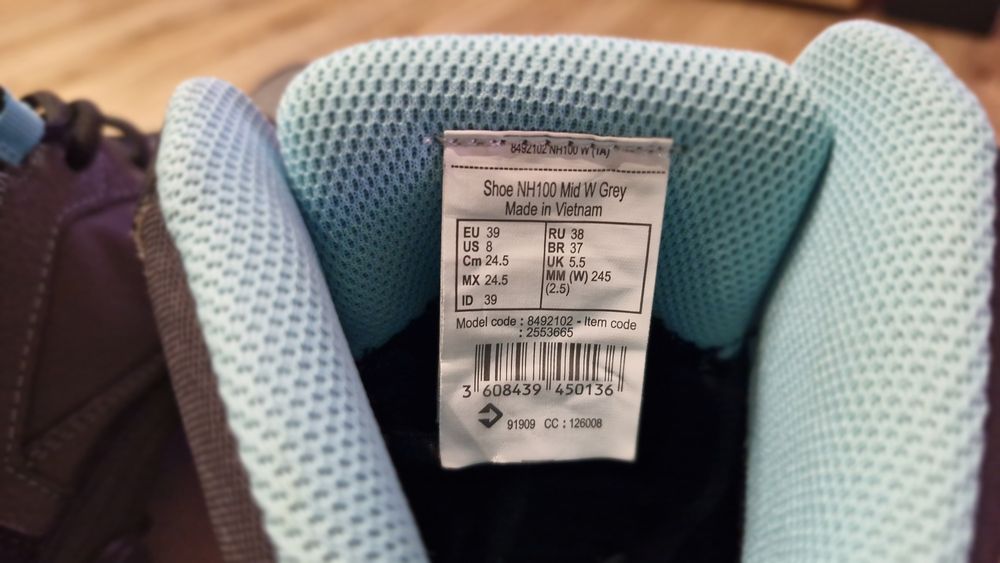 8492102 NH100 W (TA)
Shoe NH100 Mid W Grey
Made in Vietnam
EU 39
US 8
Cm 24.5
MX 24.5
ID 39
RU 38
BR 37
UK 5.5
MM (W) 245
(2.5)
Model code : 8492102 - Item code
: 2553665
3 608439 450136
91909 CC : 126008